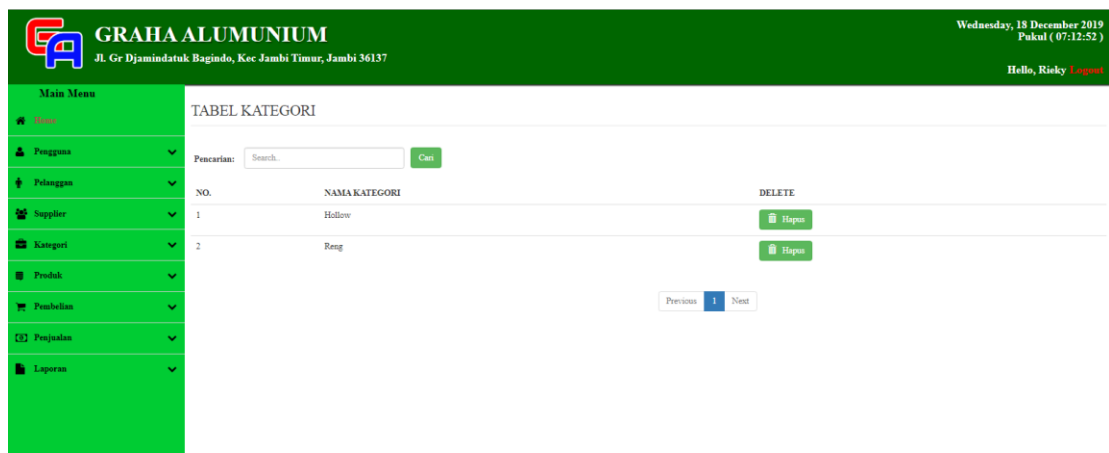 GRAHA ALUMUNIUM
Jl. Gr Djamindatuk Bagindo, Kec Jambi Timur, Jambi 36137
Wednesday, 18 December 2019
Pukul ( 07:12:52 )
Hello, Rieky Logout
Main Menu
Home
Pengguna
Pelanggan
Supplier
Kategori
Produk
Pembelian
Penjualan
Laporan
TABEL KATEGORI
Pencarian: Search.. Cari
NO. NAMA KATEGORI DELETE
1 Hollow Hapus
2 Reng Hapus
Previous 1 Next